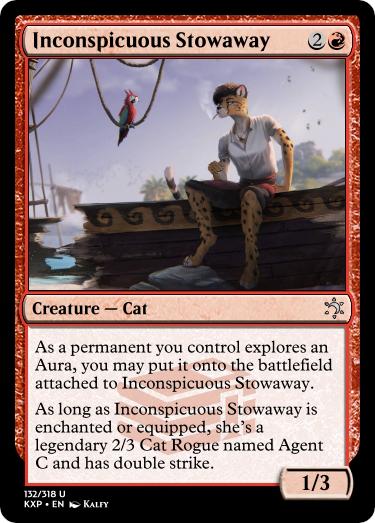 Inconspicuous Stowaway 2
Creature — Cat
As a permanent you control explores an
Aura, you may put it onto the battlefield
attached to Inconspicuous Stowaway.
As long as Inconspicuous Stowaway is
enchanted or equipped, she's a
legendary 2/3 Cat Rogue named Agent
C and has double strike.
1/3
132/318 U
KXP • EN Kalfy